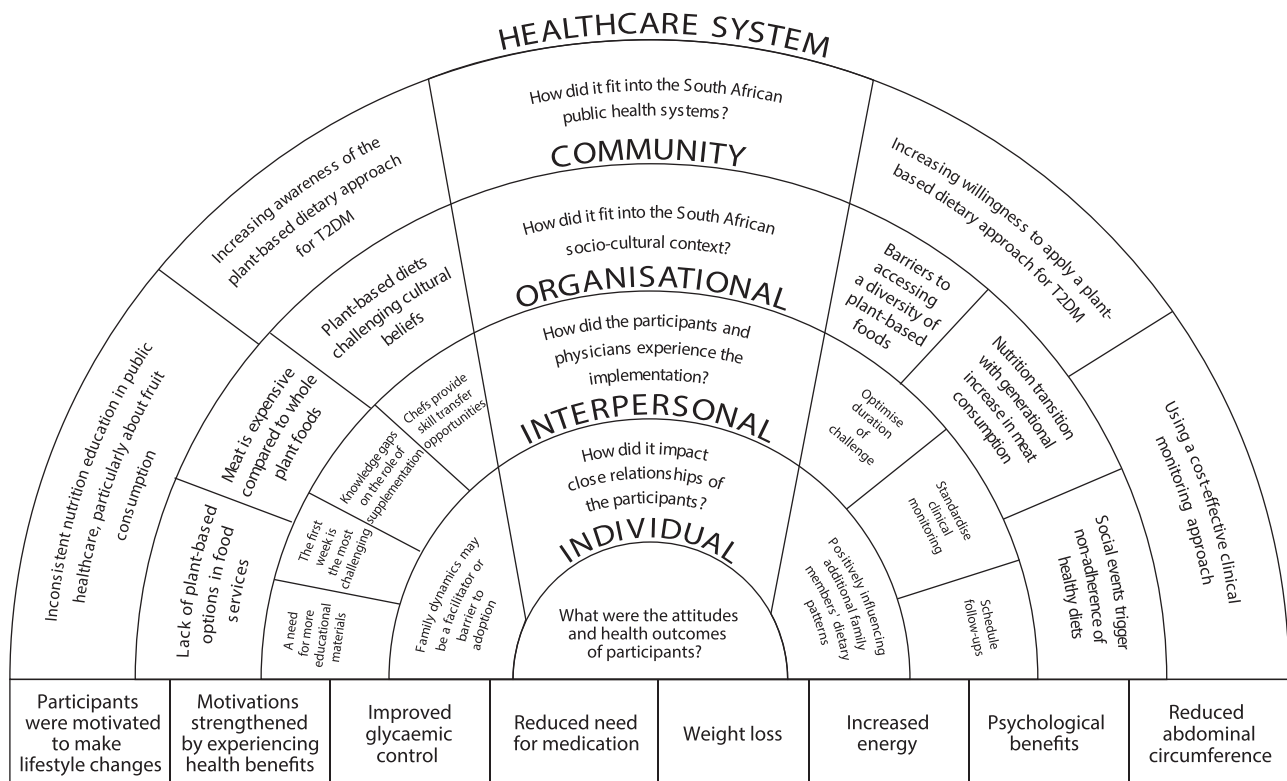 HEALTHCARE SYSTEM
How did it fit into the South African
public health systems?
COMMUNITY
How did it fit into the South African
socio-cultural context?
ORGANISATIONAL
How did the participants and
physicians experience the
implementation?
INTERPERSONAL
How did it impact
close relationships of
the participants?
INDIVIDUAL
What were the attitudes
and health outcomes
of participants?
Inconsistent nutrition education in public
healthcare, particularly about fruit
consumption
Increasing awareness of the
plant-based dietary approach
for T2DM
Increasing willingness to apply a plant-
based dietary approach for T2DM
Using a cost-effective clinical
monitoring approach
Lack of plant-based
options in food
services
Meat is expensive
compared to whole
plant foods
Plant-based diets
challenging cultural
beliefs
Barriers to
accessing
a diversity of
plant-based
foods
Nutrition transition
with generational
increase in meat
consumption
Social events trigger
non-adherence of
healthy diets
A need
for more
educational
materials
The first
week is
the most
challenging
Knowledge gaps
on the role of
supplementation
Chefs provide
skill transfer
opportunities
Optimise
duration
of
challenge
Standardise
clinical
monitoring
Schedule
follow-ups
Family dynamics may
be a facilitator or
barrier to
adoption
Positively influencing
additional family
members' dietary
patterns
Participants
were motivated
to make
lifestyle changes
Motivations
strengthened
by experiencing
health benefits
Improved
glycaemic
control
Reduced need
for medication
Weight loss
Increased
energy
Psychological
benefits
Reduced
abdominal
circumference